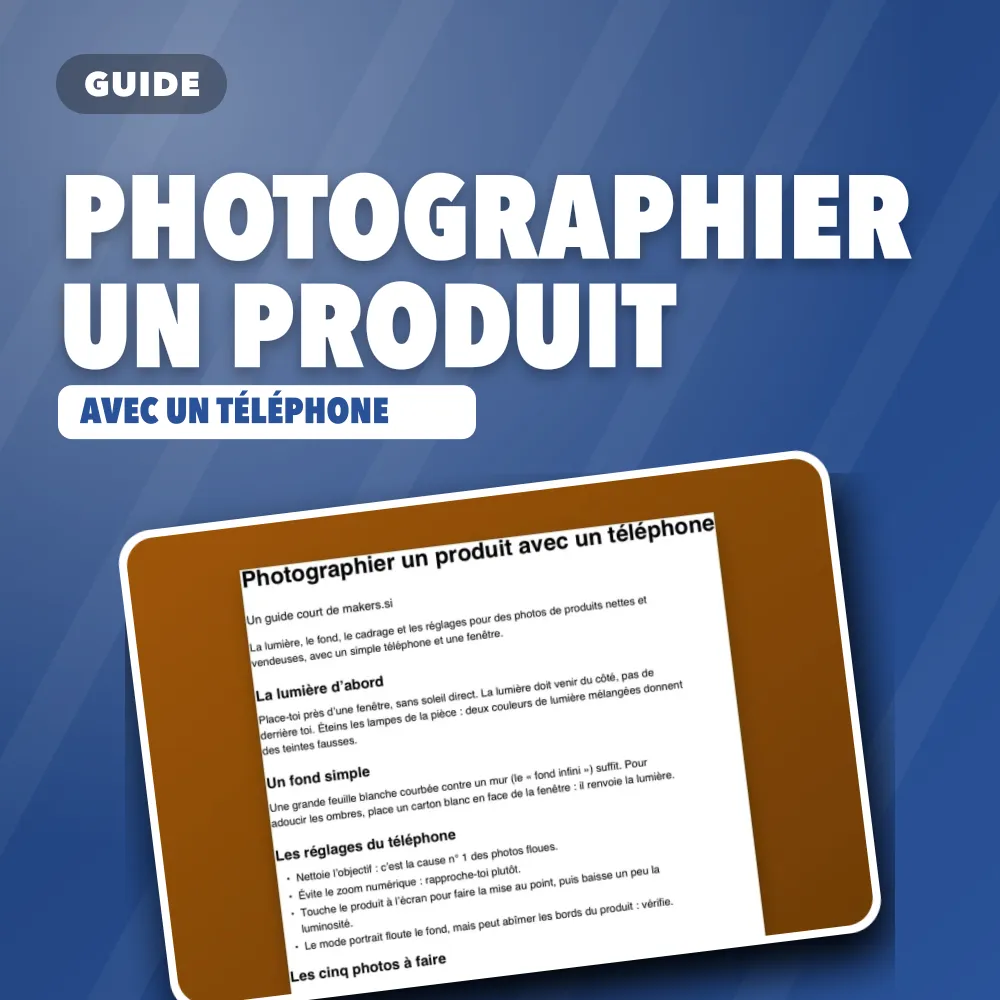 GUIDE
PHOTOGRAPHIER
UN PRODUIT
AVEC UN TÉLÉPHONE
Photographier un produit avec un téléphone
Un guide court de makers.si
La lumière, le fond, le cadrage et les réglages pour des photos de produits nettes et
vendeuses, avec un simple téléphone et une fenêtre.
La lumière d'abord
Place-toi près d'une fenêtre, sans soleil direct. La lumière doit venir du côté, pas de
derrière toi. Éteins les lampes de la pièce : deux couleurs de lumière mélangées donnent
des teintes fausses.
Un fond simple
Une grande feuille blanche courbée contre un mur (le « fond infini ») suffit. Pour
adoucir les ombres, place un carton blanc en face de la fenêtre : il renvoie la lumière.
Les réglages du téléphone
• Nettoie l'objectif : c'est la cause n° 1 des photos floues.
• Évite le zoom numérique : rapproche-toi plutôt.
• Touche le produit à l'écran pour faire la mise au point, puis baisse un peu la
luminosité.
• Le mode portrait floute le fond, mais peut abîmer les bords du produit : vérifie.
Les cinq photos à faire